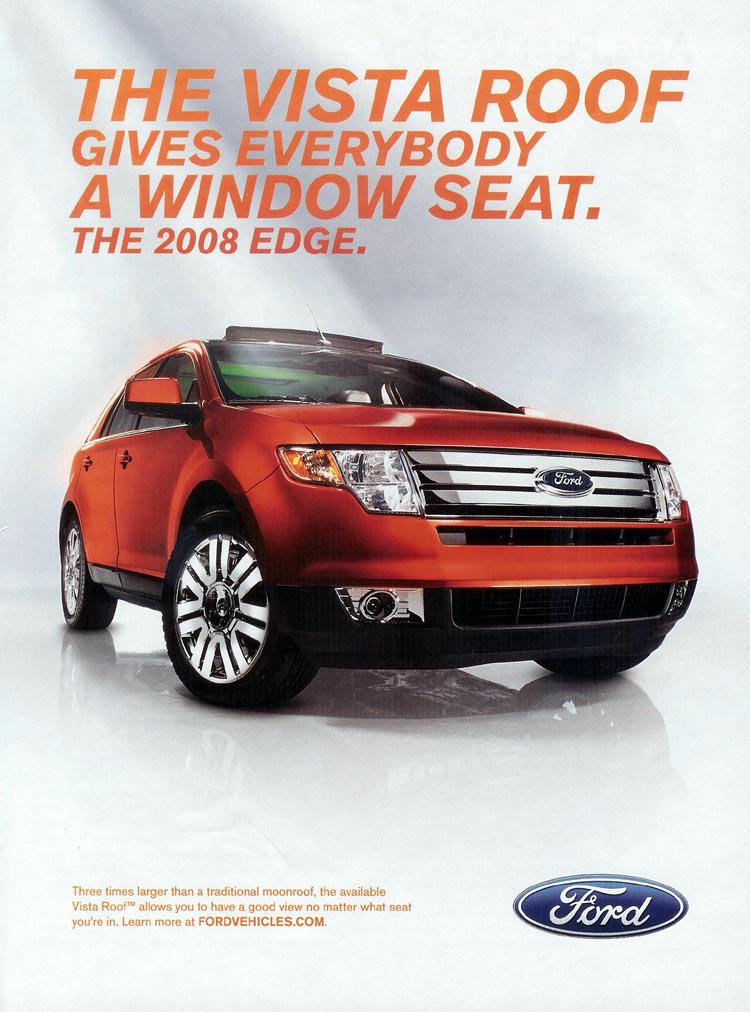 THE VISTA ROOF
GIVES EVERYBODY
A WINDOW SEAT.
THE 2008 EDGE.
Ford
Three times larger than a traditional moonroof, the available
Vista Roof™ allows you to have a good view no matter what seat
you're in. Learn more at FORDVEHICLES.COM.
Ford